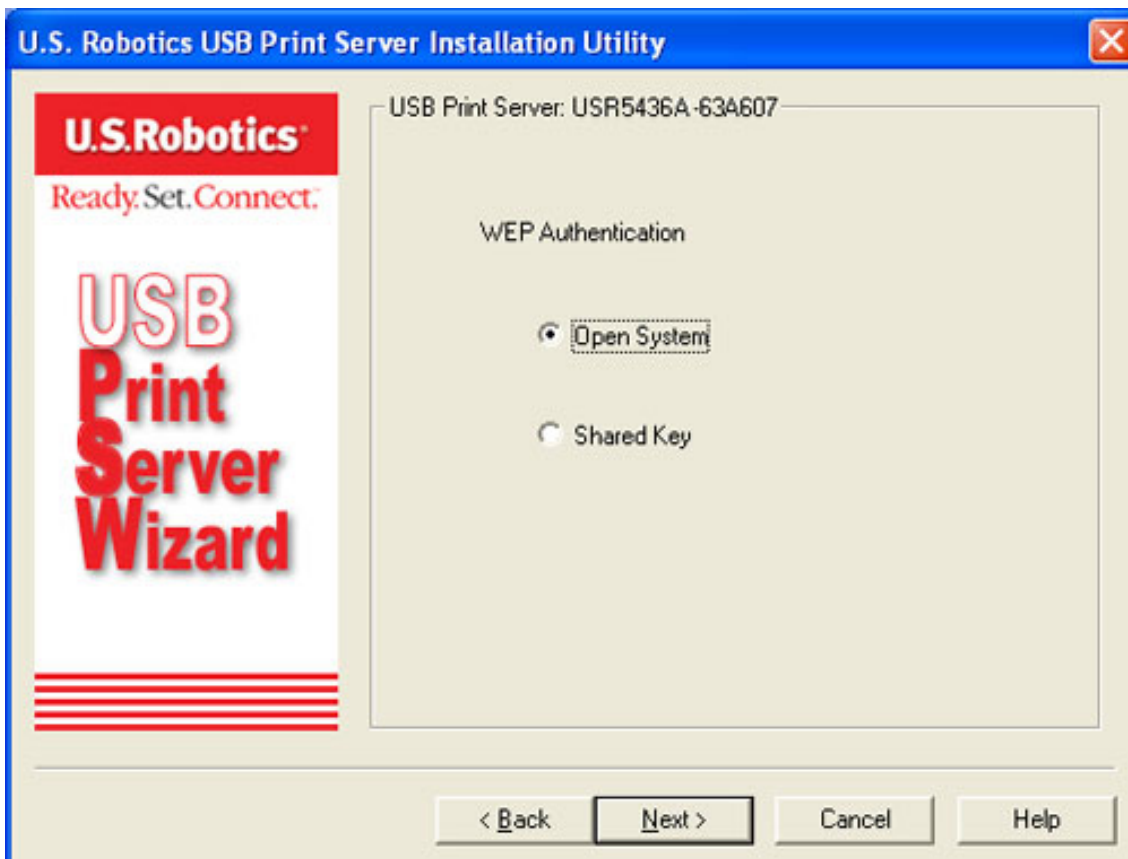 U.S. Robotics USB Print Server Installation Utility
U.S.Robotics
Ready. Set. Connect.™
USB
Print
Server
Wizard
USB Print Server: USR5436A-63A607
WEP Authentication
Open System
Shared Key
< Back
Next >
Cancel
Help